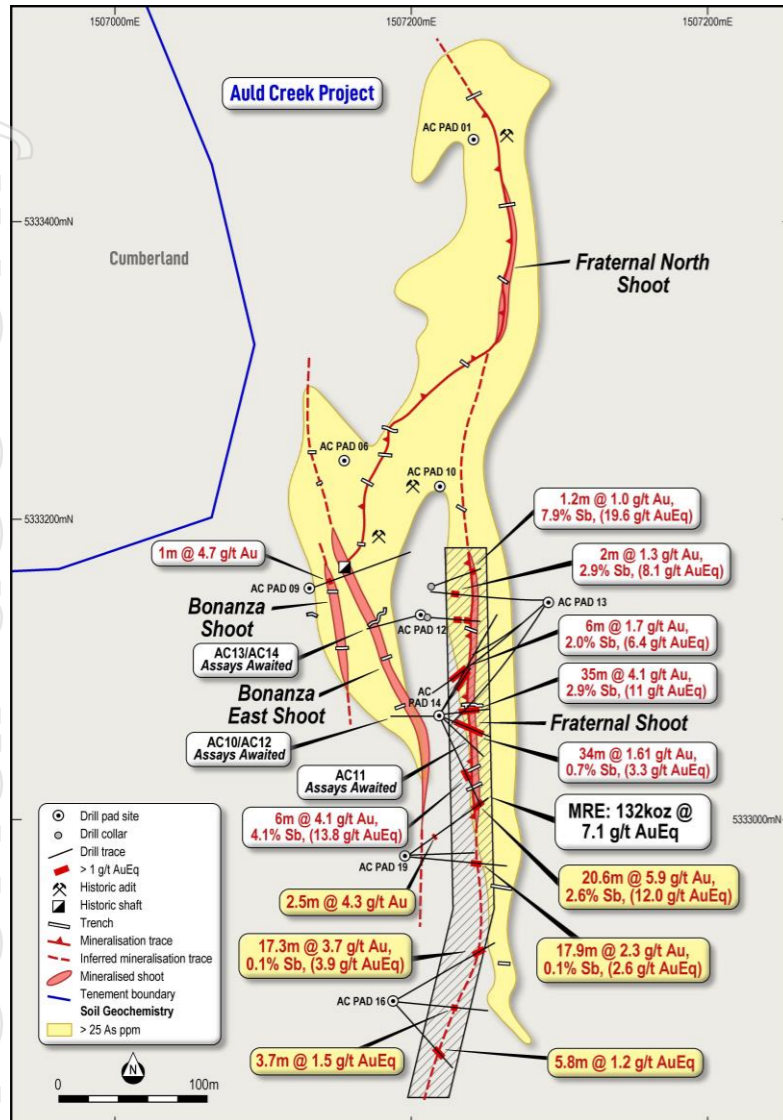 1507000mE
1507200mE
1507200mE
Auld Creek Project
AC PAD 01
5333400mN
Cumberland
Fraternal North
Shoot
AC PAD 06
AC PAD 10
5333200mN
1.2m @ 1.0 g/t Au,
7.9% Sb, (19.6 g/t AuEq)
1m @ 4.7 g/t Au
2m @ 1.3 g/t Au,
2.9% Sb, (8.1 g/t AuEq)
AC PAD 09
AC PAD 13
Bonanza
Shoot
AC PAD 12
6m @ 1.7 g/t Au,
2.0% Sb, (6.4 g/t AuEq)
AC13/AC14
Assays Awaited
35m @ 4.1 g/t Au,
2.9% Sb, (11 g/t AuEq)
Bonanza
East Shoot
AC
PAD 14
Fraternal Shoot
AC10/AC12
Assays Awaited
34m @ 1.61 g/t Au,
0.7% Sb, (3.3 g/t AuEq)
AC11
Assays Awaited
MRE: 132koz @
7.1 g/t AuEq
5333000mN
6m @ 4.1 g/t Au,
4.1% Sb, (13.8 g/t AuEq)
AC PAD 19
20.6m @ 5.9 g/t Au,
2.6% Sb, (12.0 g/t AuEq)
2.5m @ 4.3 g/t Au
17.3m @ 3.7 g/t Au,
0.1% Sb, (3.9 g/t AuEq)
17.9m @ 2.3 g/t Au,
0.1% Sb, (2.6 g/t AuEq)
AC PAD 16
3.7m @ 1.5 g/t AuEq
5.8m @ 1.2 g/t AuEq
Drill pad site
Drill collar
Drill trace
> 1 g/t AuEq
Historic adit
Historic shaft
Trench
Mineralisation trace
Inferred mineralisation trace
Mineralised shoot
Tenement boundary
Soil Geochemistry
> 25 As ppm
N
0
100m